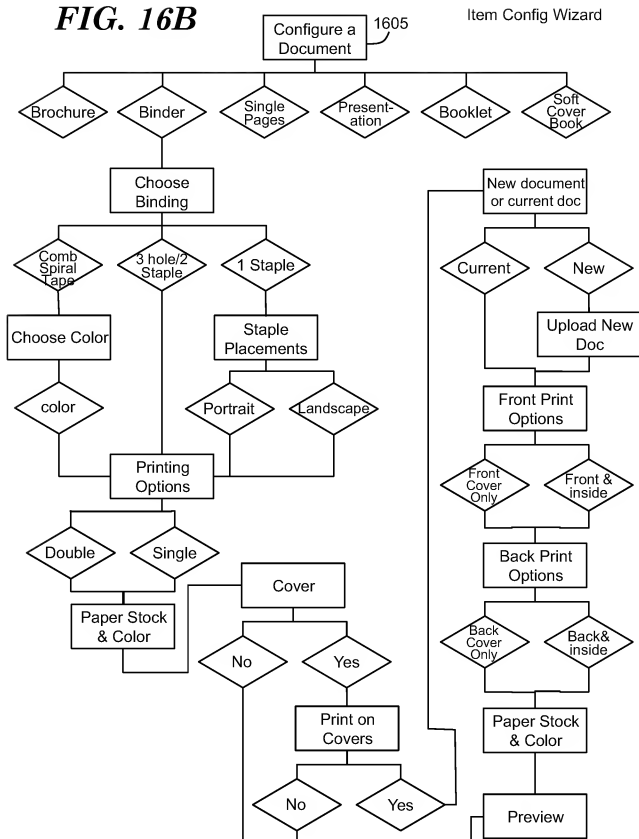 FIG. 16B
Item Config Wizard
Configure a
Document
1605
Brochure
Binder
Single
Pages
Present-
ation
Booklet
Soft
Cover
Book
Choose
Binding
Comb
Spiral
Tape
3 hole/2
Staple
1 Staple
Choose Color
Staple
Placements
color
Portrait
Landscape
Printing
Options
Double
Single
Paper Stock
& Color
Cover
No
Yes
Print on
Covers
No
Yes
New document
or current doc
Current
New
Upload New
Doc
Front Print
Options
Front
Cover
Only
Front &
inside
Back Print
Options
Back
Cover
Only
Back&
inside
Paper Stock
& Color
Preview